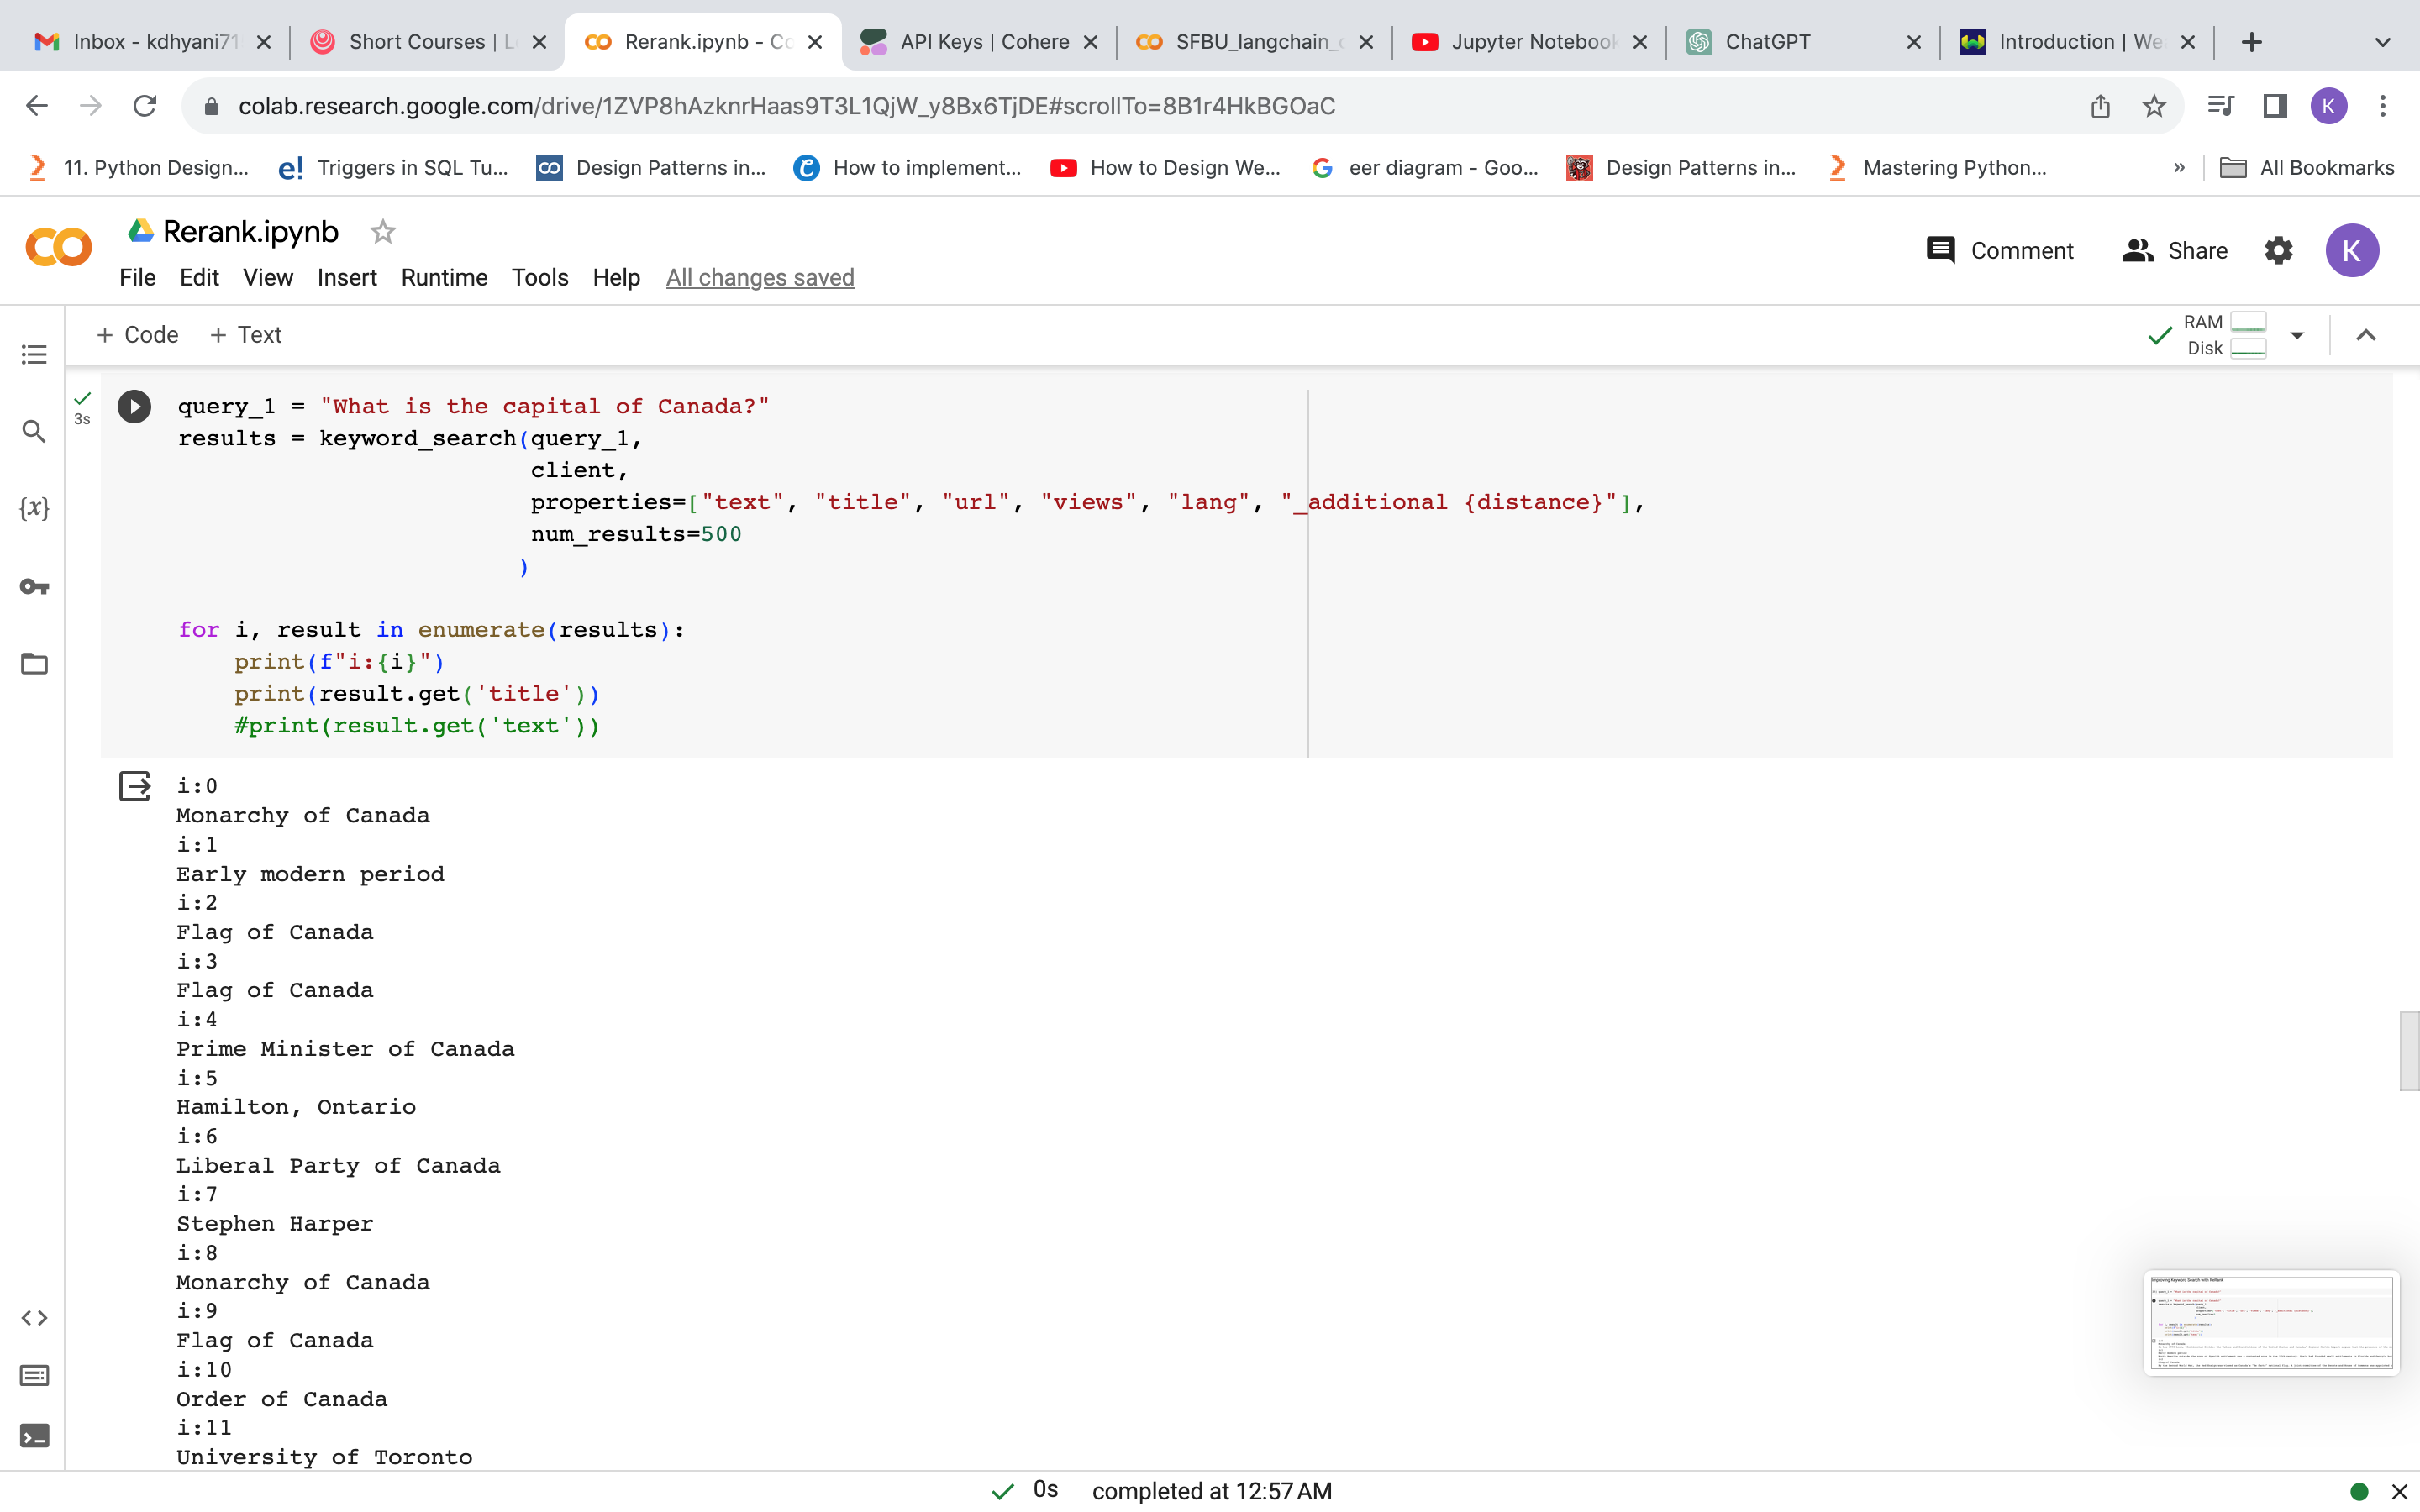 Inbox - kdhyani71
Short Courses | L
Rerank.ipynb - Co
API Keys | Cohere
SFBU_langchain_c
Jupyter Notebook
ChatGPT
Introduction | We
colab.research.google.com/drive/1ZVP8hAzknrHaas9T3L1QjW_y8Bx6TjDE#scrollTo=8B1r4HkBGOaC
K
11. Python Design...
e! Triggers in SQL Tu...
Design Patterns in...
How to implement...
How to Design We...
eer diagram - Goo...
Design Patterns in...
Mastering Python...
»
All Bookmarks
Rerank.ipynb
File Edit View Insert Runtime Tools Help All changes saved
Comment
Share
K
+ Code + Text
RAM
Disk
3s
{x}
query_1 = "What is the capital of Canada?"
results = keyword_search(query_1,
client,
properties=["text", "title", "url", "views", "lang", "_additional {distance}"],
num_results=500
)
for i, result in enumerate(results):
print(f"i:{i}")
print(result.get('title'))
#print(result.get('text'))
i:0
Monarchy of Canada
i:1
Early modern period
i:2
Flag of Canada
i:3
Flag of Canada
i:4
Prime Minister of Canada
i:5
Hamilton, Ontario
i:6
Liberal Party of Canada
i:7
Stephen Harper
i:8
Monarchy of Canada
i:9
Flag of Canada
i:10
Order of Canada
i:11
University of Toronto
0s completed at 12:57 AM